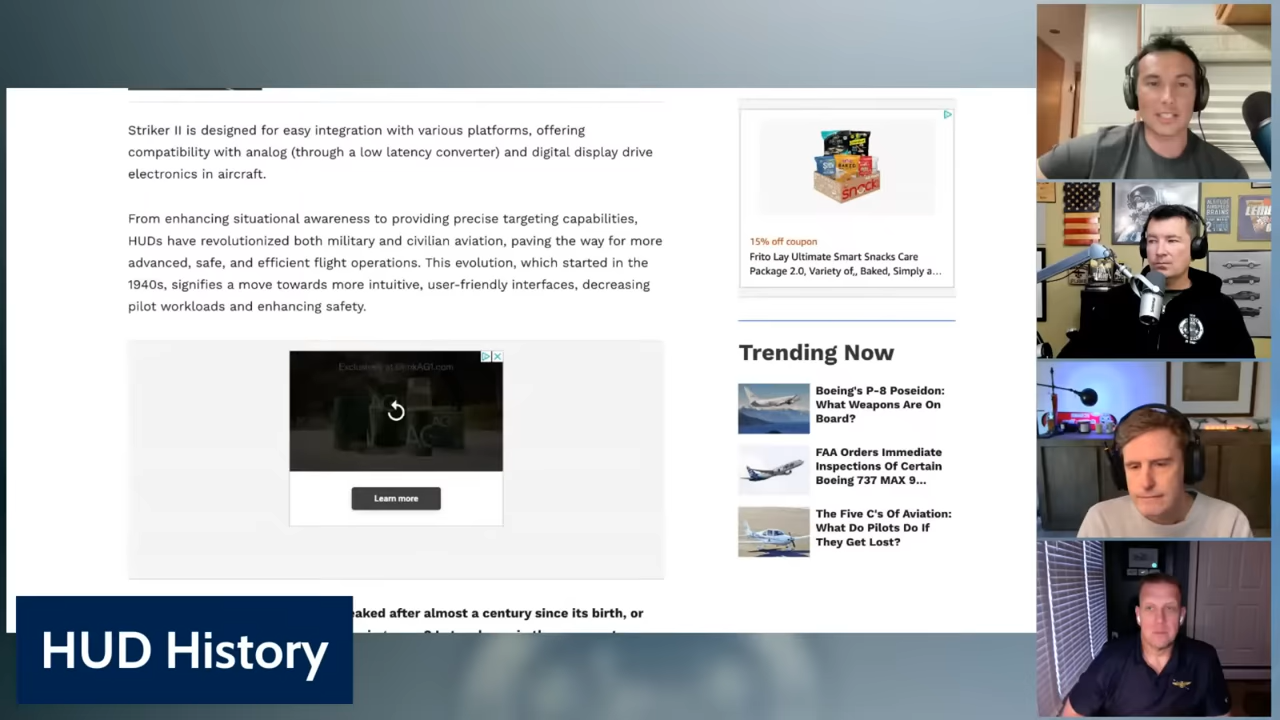 Striker II is designed for easy integration with various platforms, offering
compatibility with analog (through a low latency converter) and digital display drive
electronics in aircraft.
From enhancing situational awareness to providing precise targeting capabilities,
HUDs have revolutionized both military and civilian aviation, paving the way for more
advanced, safe, and efficient flight operations. This evolution, which started in the
1940s, signifies a move towards more intuitive, user-friendly interfaces, decreasing
pilot workloads and enhancing safety.
Learn more
eaked after almost a century since its birth, or
15% off coupon
Frito Lay Ultimate Smart Snacks Care
Package 2.0, Variety of,, Baked, Simply a...
Trending Now
Boeing's P-8 Poseidon:
What Weapons Are On
Board?
FAA Orders Immediate
Inspections Of Certain
Boeing 737 MAX 9...
The Five C's Of Aviation:
What Do Pilots Do If
They Get Lost?
HUD History